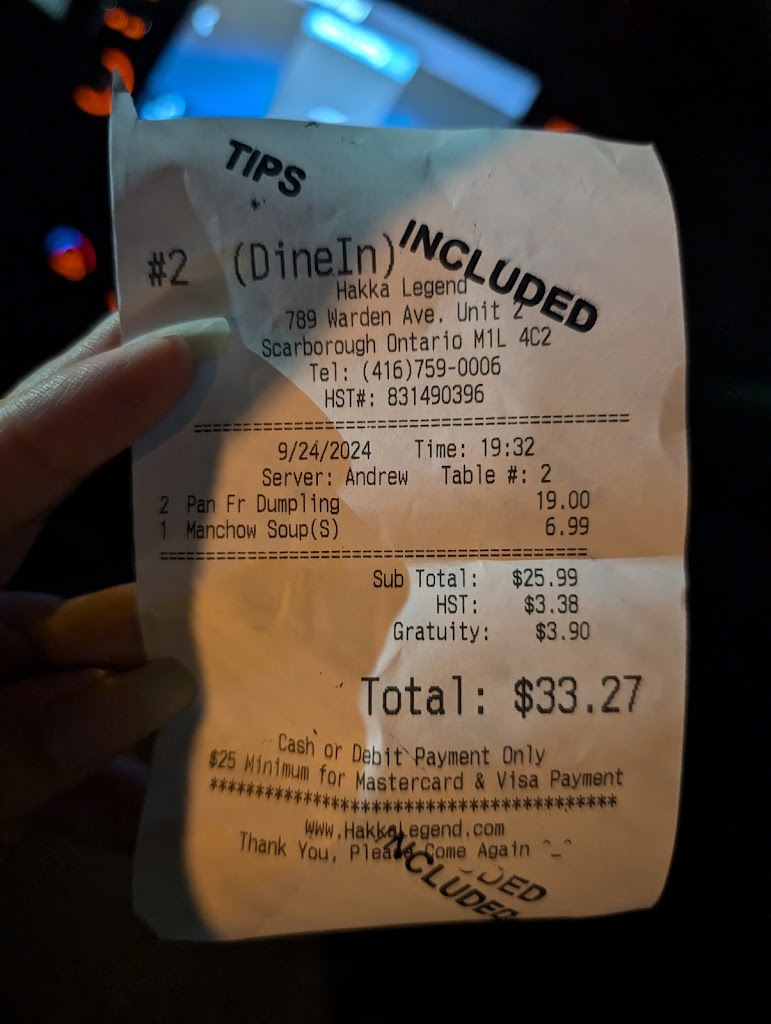 TIPS INCLUDED
#2 (DineIn)
Hakka Legend
789 Warden Ave. Unit 2
Scarborough Ontario M1L 4C2
Tel: (416)759-0006
HST#: 831490396
=========================================
9/24/2024 Time: 19:32
Server: Andrew Table #: 2
2 Pan Fr Dumpling 19.00
1 Manchow Soup(S) 6.99
=========================================
Sub Total: $25.99
HST: $3.38
Gratuity: $3.90
Total: $33.27
Cash or Debit Payment Only
$25 Minimum for Mastercard & Visa Payment
*****************************************
www.HakkaLegend.com
Thank You, Please Come Again ^_^
INCLUDED